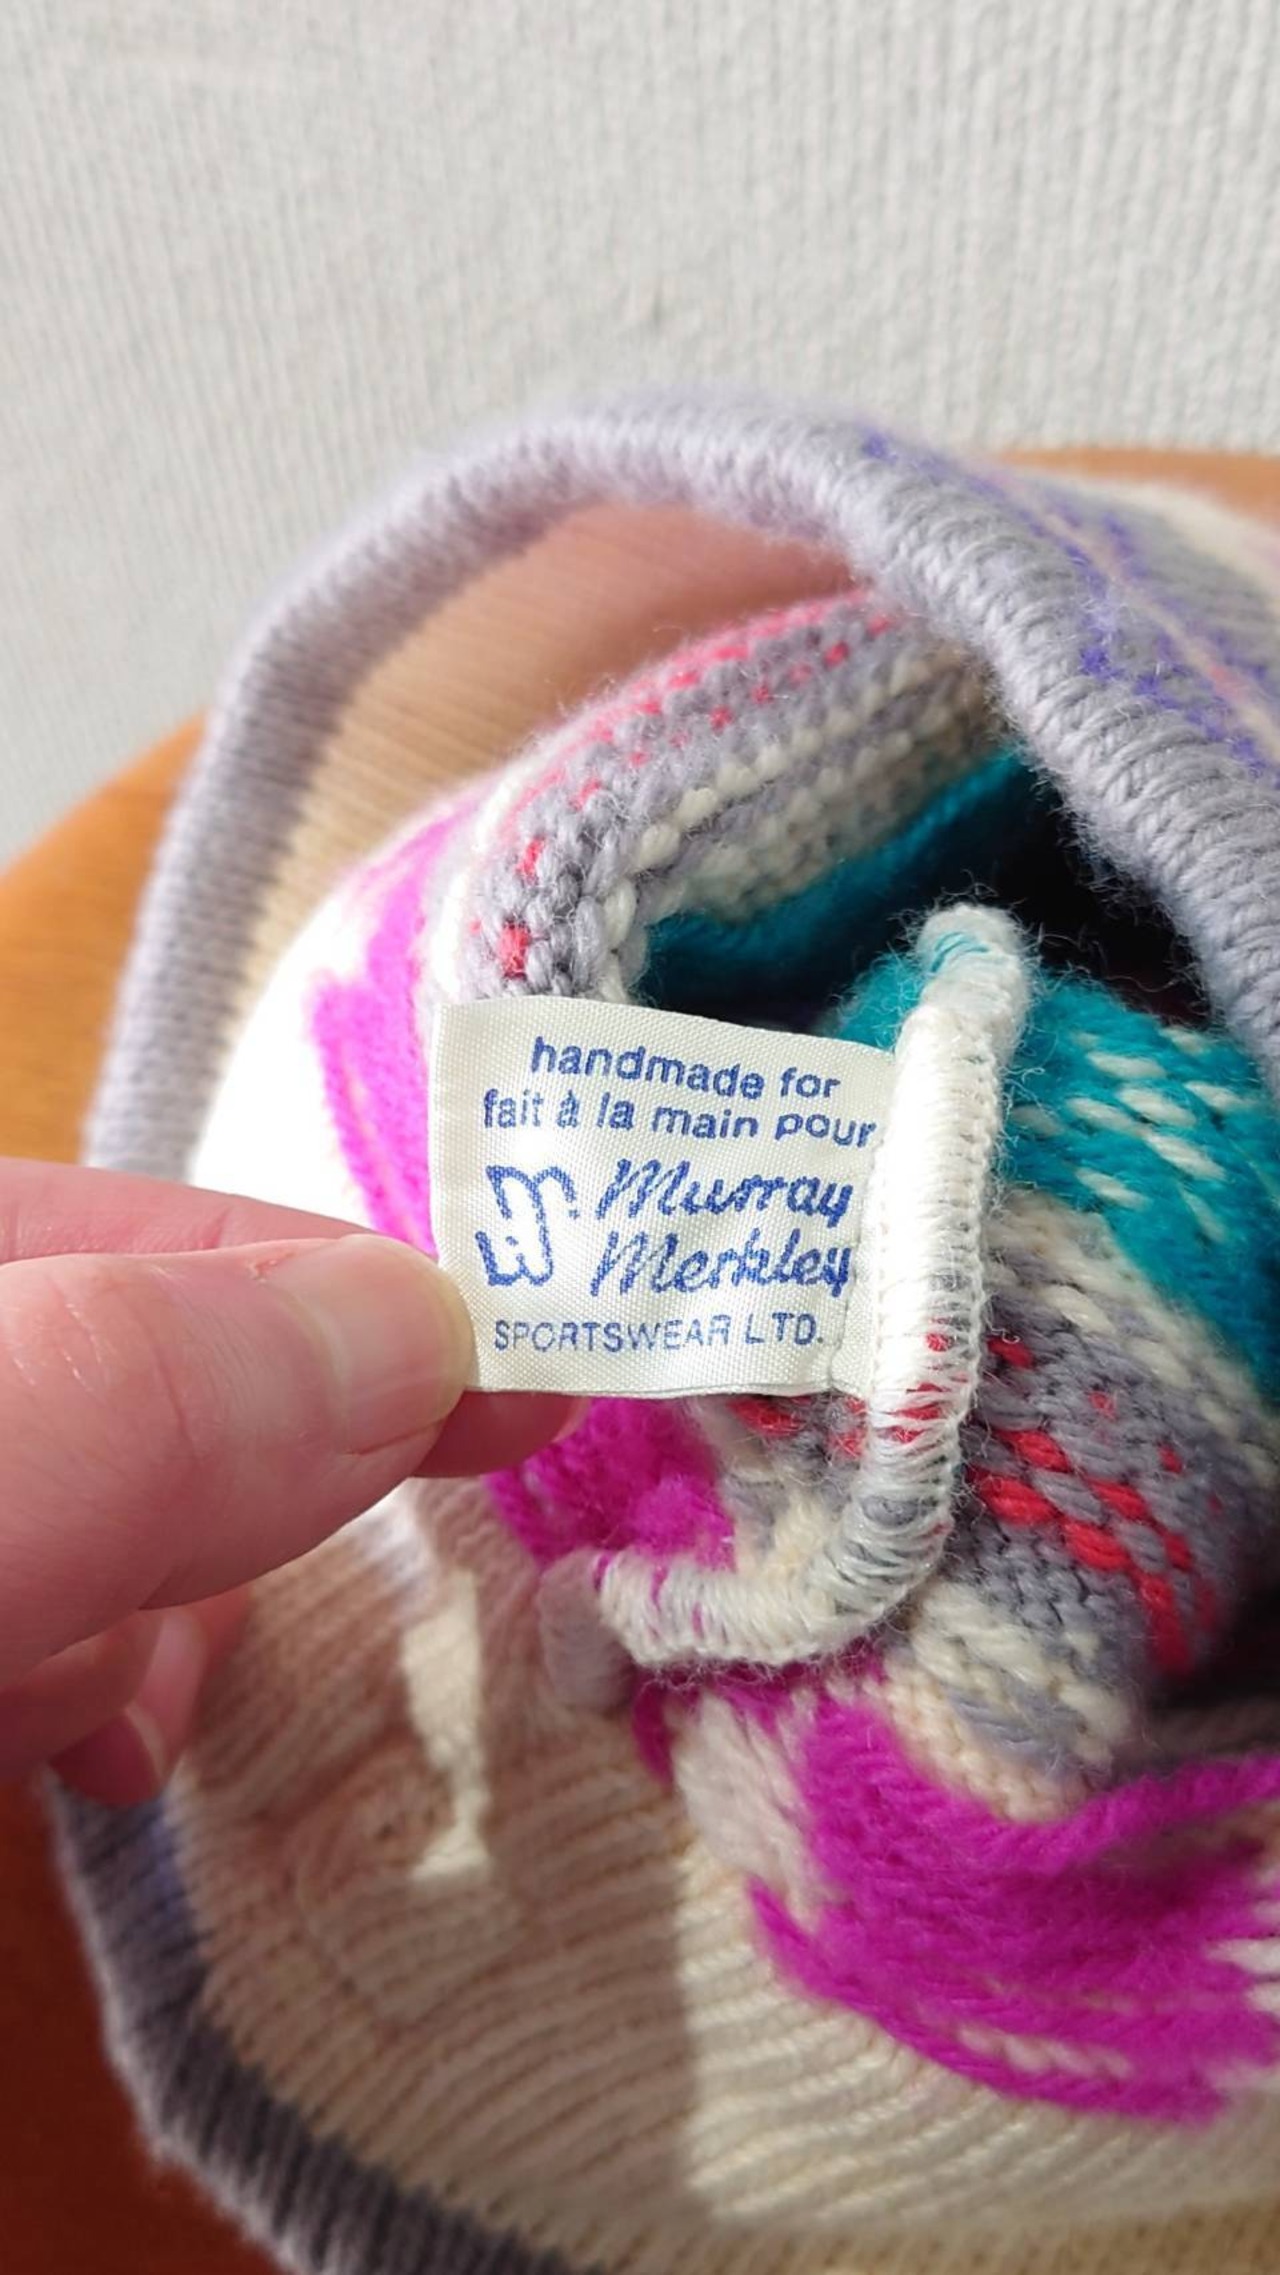 handmade for
fait à la main pour
Murray
Merkley
SPORTSWEAR LTD.